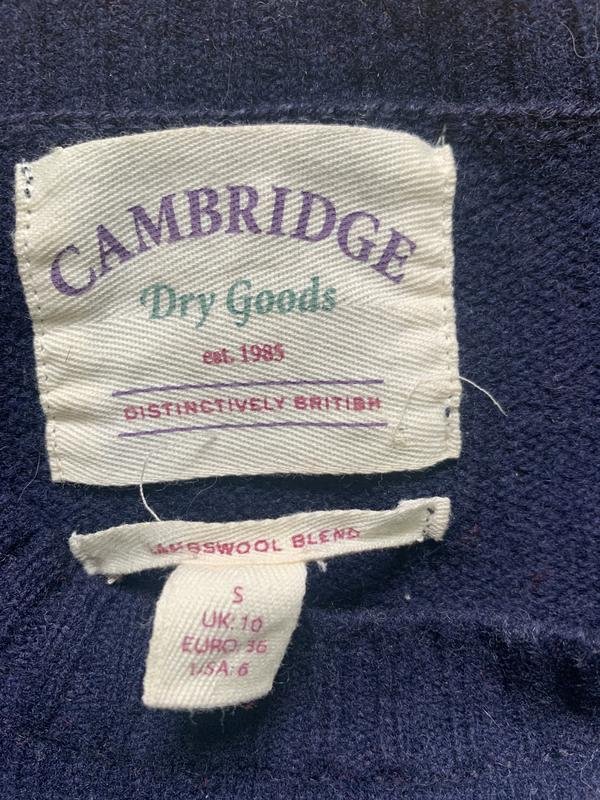 CAMBRIDGE
Dry Goods
est. 1985
DISTINCTIVELY BRITISH
LAMBSWOOL BLEND
S
UK: 10
EURO: 36
USA: 6